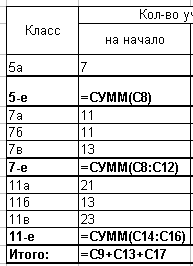 Класс
Кол-во уч
на начало
5а 7
5-е =СУММ(C8)
7а 11
7б 11
7в 13
7-е =СУММ(C8:C12)
11а 21
11б 13
11в 23
11-е =СУММ(C14:C16)
Итого: =C9+C13+C17